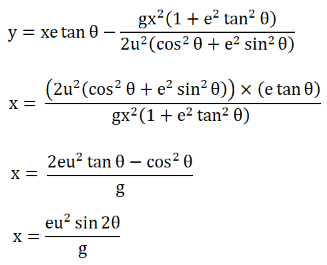 y = xe tan θ − gx²(1 + e² tan² θ) / 2u²(cos² θ + e² sin² θ)
x = (2u²(cos² θ + e² sin² θ)) × (e tan θ) / gx²(1 + e² tan² θ)
x = 2eu² tan θ − cos² θ / g
x = eu² sin 2θ / g